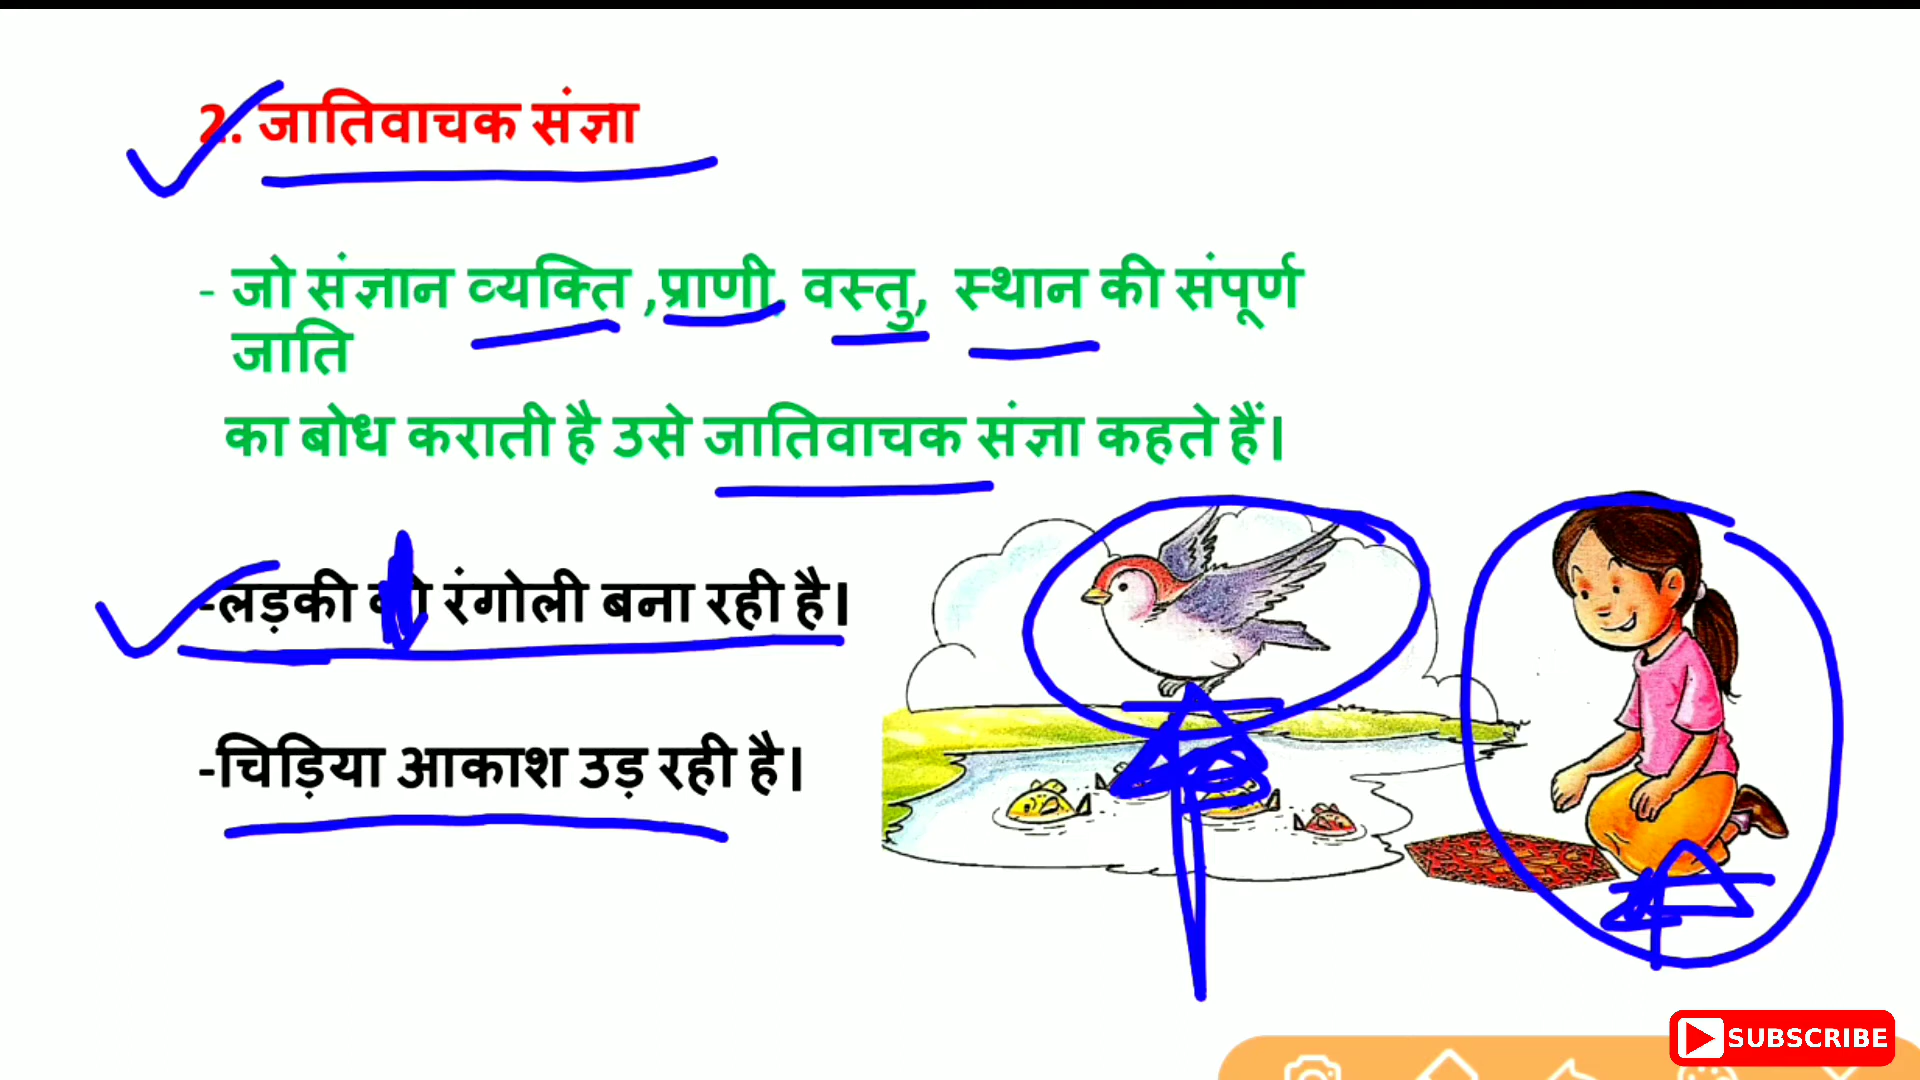 2. जातिवाचक संज्ञा
- जो संज्ञान व्यक्ति ,प्राणी, वस्तु, स्थान की संपूर्ण
जाति
का बोध कराती है उसे जातिवाचक संज्ञा कहते हैं।
-लड़की रंगोली बना रही है।
-चिड़िया आकाश उड़ रही है।
SUBSCRIBE